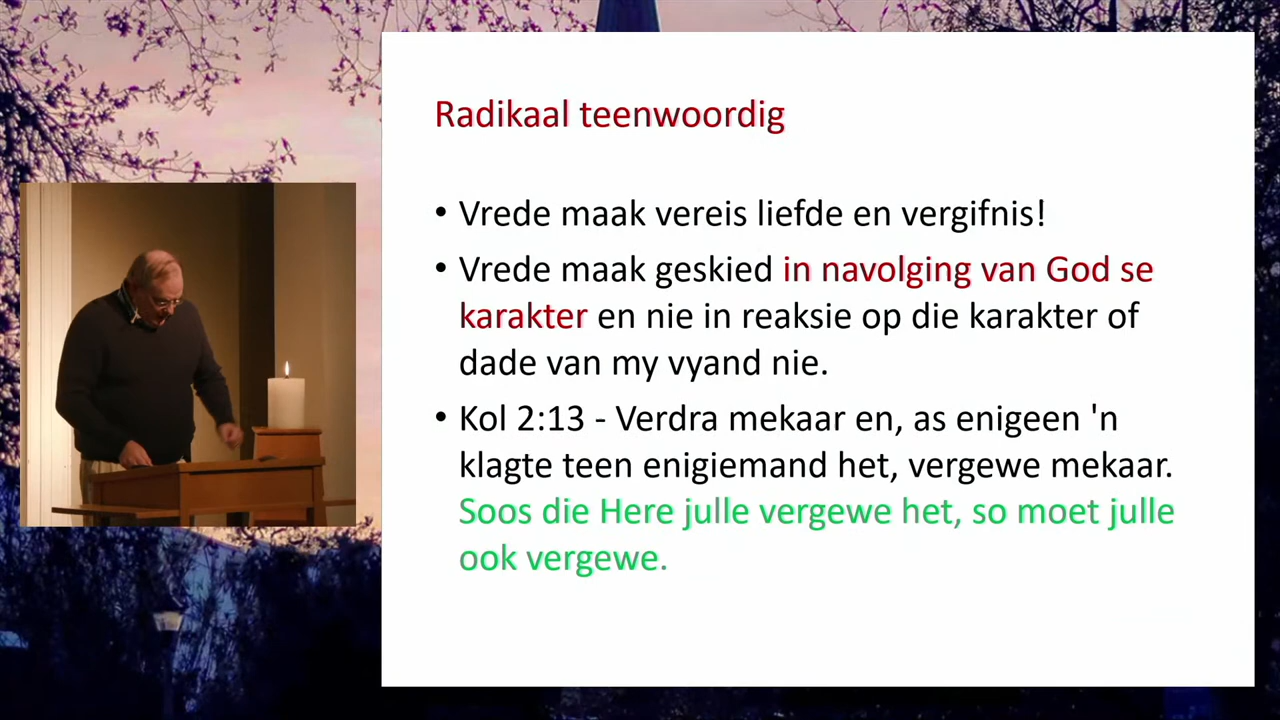 Radikaal teenwoordig
• Vrede maak vereis liefde en vergifnis!
• Vrede maak geskied in navolging van God se
karakter en nie in reaksie op die karakter of
dade van my vyand nie.
• Kol 2:13 - Verdra mekaar en, as enigeen 'n
klagte teen enigiemand het, vergewe mekaar.
Soos die Here julle vergewe het, so moet julle
ook vergewe.